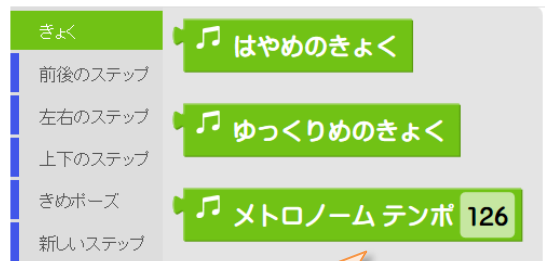 きょく
前後のステップ
左右のステップ
上下のステップ
きめポーズ
新しいステップ
はやめのきょく
ゆっくりめのきょく
メトロノーム テンポ 126